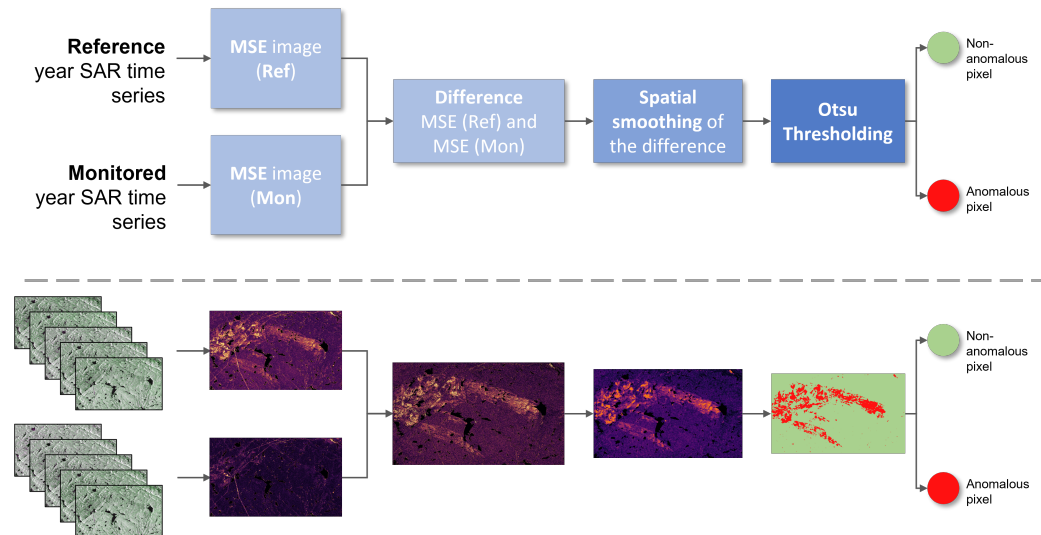 Reference
year SAR time
series
MSE image
(Ref)
Monitored
year SAR time
series
MSE image
(Mon)
Difference
MSE (Ref) and
MSE (Mon)
Spatial
smoothing of
the difference
Otsu
Thresholding
Non-
anomalous
pixel
Anomalous
pixel
Non-
anomalous
pixel
Anomalous
pixel